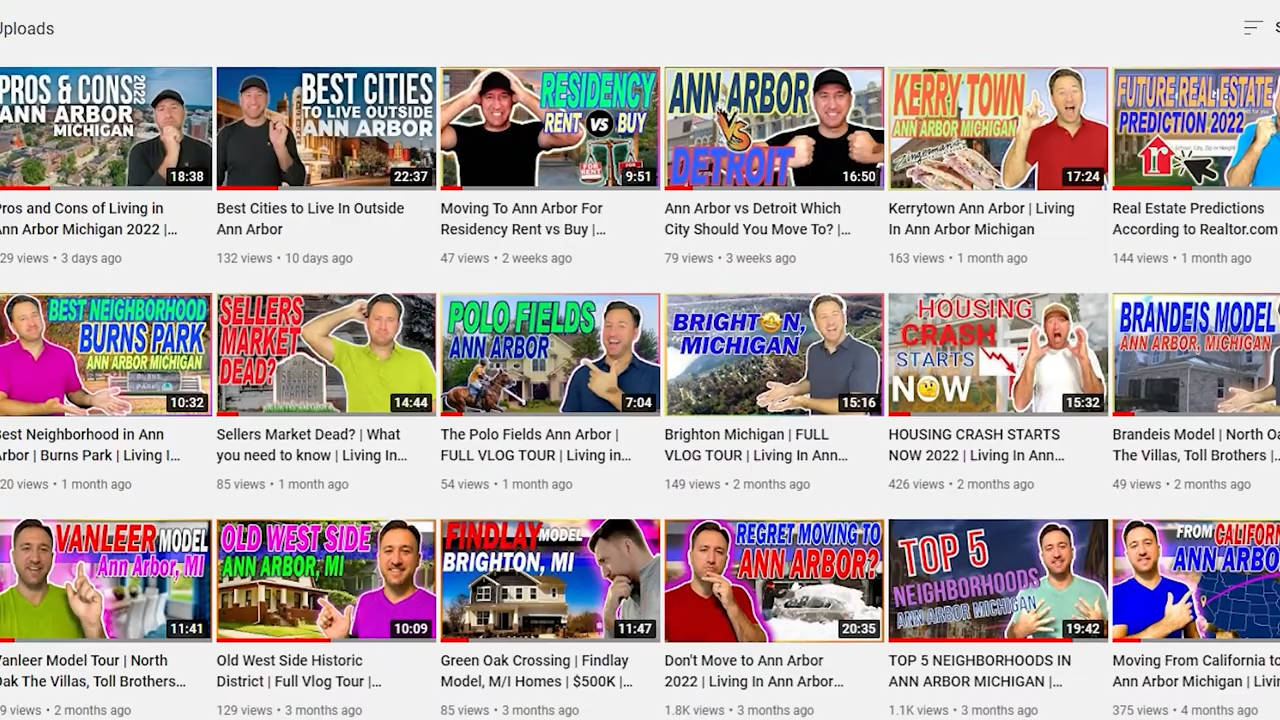 Uploads
PROS & CONS 2022
ANN ARBOR
MICHIGAN
18:38
BEST CITIES
TO LIVE OUTSIDE
ANN ARBOR
22:37
RESIDENCY
RENT VS BUY
FOR RENT
9:51
ANN ARBOR
VS
DETROIT
16:50
KERRY TOWN
ANN ARBOR MICHIGAN
Zingerman's
17:24
FUTURE REAL ESTATE
PREDICTION 2022
Pros and Cons of Living in
Ann Arbor Michigan 2022 |...
29 views • 3 days ago
Best Cities to Live In Outside
Ann Arbor
132 views • 10 days ago
Moving To Ann Arbor For
Residency Rent vs Buy |...
47 views • 2 weeks ago
Ann Arbor vs Detroit Which
City Should You Move To? |...
79 views • 3 weeks ago
Kerrytown Ann Arbor | Living
In Ann Arbor Michigan
163 views • 1 month ago
Real Estate Predictions
According to Realtor.com
144 views • 1 month ago
BEST NEIGHBORHOOD
BURNS PARK
ANN ARBOR MICHIGAN
BURNS PARK
10:32
SELLERS
MARKET
DEAD?
SELLERS
MARKET
14:44
POLO FIELDS
ANN ARBOR
7:04
BRIGHTON,
MICHIGAN
15:16
HOUSING
CRASH
STARTS
NOW
15:32
BRANDEIS MODEL
ANN ARBOR, MICHIGAN
Best Neighborhood in Ann
Arbor | Burns Park | Living I...
20 views • 1 month ago
Sellers Market Dead? | What
you need to know | Living In...
85 views • 1 month ago
The Polo Fields Ann Arbor |
FULL VLOG TOUR | Living in...
54 views • 1 month ago
Brighton Michigan | FULL
VLOG TOUR | Living In Ann...
149 views • 2 months ago
HOUSING CRASH STARTS
NOW 2022 | Living In Ann...
426 views • 2 months ago
Brandeis Model | North Oa
The Villas, Toll Brothers |...
49 views • 2 months ago
VANLEER MODEL
Ann Arbor, MI
11:41
OLD WEST SIDE
ANN ARBOR, MI
10:09
FINDLAY MODEL
BRIGHTON, MI
11:47
REGRET MOVING TO
ANN ARBOR?
20:35
TOP 5
NEIGHBORHOODS
ANN ARBOR MICHIGAN
19:42
FROM CALIFOR
ANN ARBO
Vanleer Model Tour | North
Oak The Villas, Toll Brothers...
9 views • 2 months ago
Old West Side Historic
District | Full Vlog Tour |...
129 views • 3 months ago
Green Oak Crossing | Findlay
Model, M/I Homes | $500K |...
85 views • 3 months ago
Don't Move to Ann Arbor
2022 | Living In Ann Arbor...
1.8K views • 3 months ago
TOP 5 NEIGHBORHOODS IN
ANN ARBOR MICHIGAN |...
1.1K views • 3 months ago
Moving From California to
Ann Arbor Michigan | Livin
375 views • 4 months ago